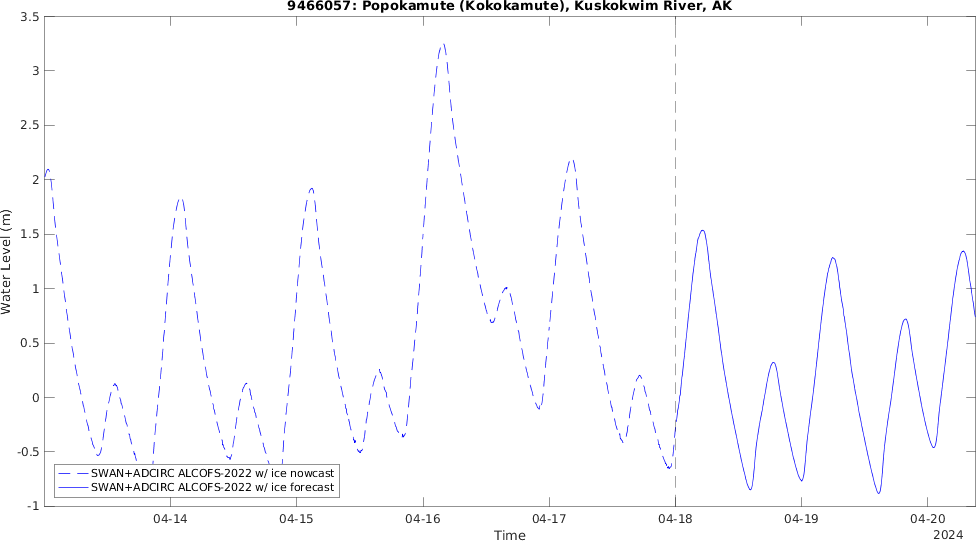 9466057: Popokamute (Kokokamute), Kuskokwim River, AK
3.5
3
2.5
2
1.5
1
0.5
0
-0.5
-1
Water Level (m)
SWAN+ADCIRC ALCOFS-2022 w/ ice nowcast
SWAN+ADCIRC ALCOFS-2022 w/ ice forecast
04-14 04-15 04-16 04-17 04-18 04-19 04-20
Time
2024